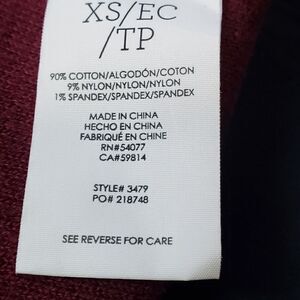 XS/EC
/TP
90% COTTON/ALGODÓN/COTON
9% NYLON/NYLON/NYLON
1% SPANDEX/SPANDEX/SPANDEX
MADE IN CHINA
HECHO EN CHINA
FABRIQUÉ EN CHINE
RN#54077
CA#59814
STYLE# 3479
PO# 218748
SEE REVERSE FOR CARE